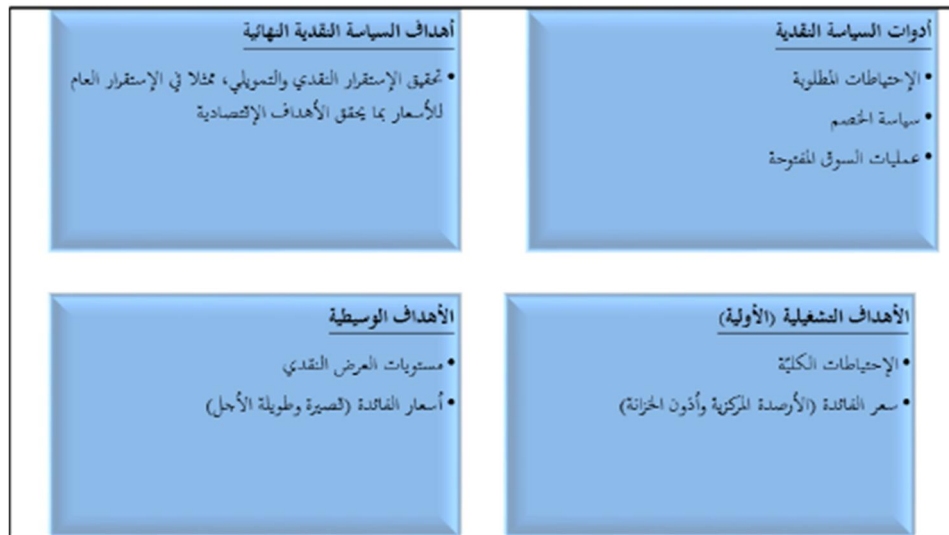 أدوات السياسة النقدية
• الإحتياطات المطلوبة
• سياسة الخصم
• عمليات السوق المفتوحة
أهداف السياسة النقدية النهائية
• تحقيق الإستقرار النقدي والتمويلي، ممثلا في الإستقرار العام
للأسعار بما يحقق الأهداف الإقتصادية
الأهداف التشغيلية (الأولية)
• الإحتياطات الكليّة
• سعر الفائدة (الأرصدة المركزية وأذون الخزانة)
الأهداف الوسيطية
• مستويات العرض النقدي
• أسعار الفائدة (قصيرة وطويلة الأجل)